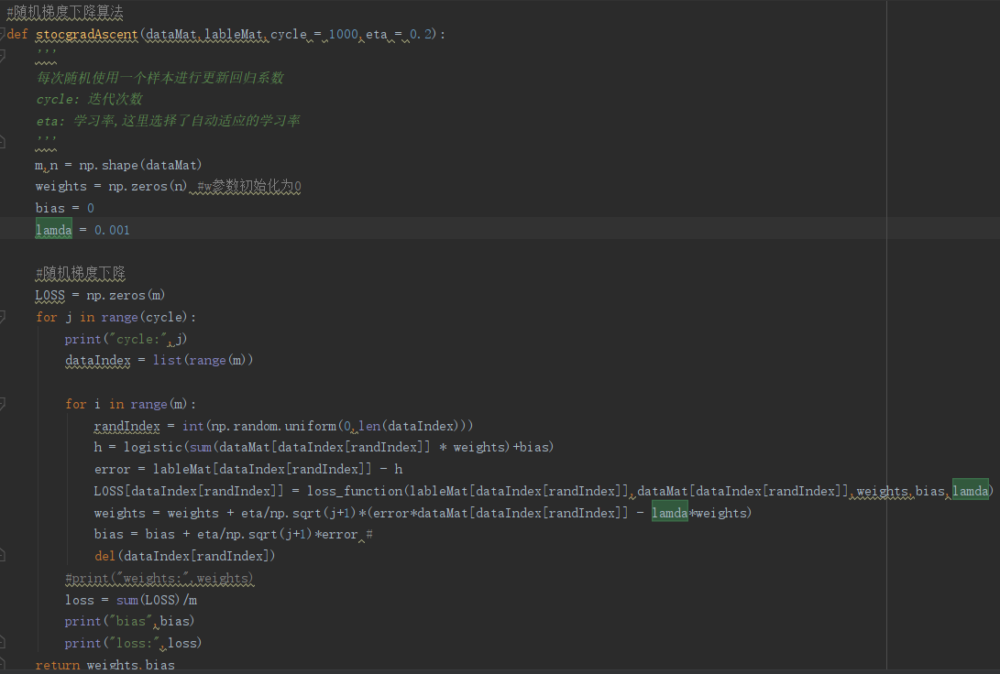 #随机梯度下降算法
def stocgradAscent(dataMat,lableMat,cycle = 1000,eta = 0.2):
'''
每次随机使用一个样本进行更新回归系数
cycle: 迭代次数
eta: 学习率,这里选择了自动适应的学习率
'''
m,n = np.shape(dataMat)
weights = np.zeros(n) #w参数初始化为0
bias = 0
lamda = 0.001
#随机梯度下降
LOSS = np.zeros(m)
for j in range(cycle):
print("cycle:",j)
dataIndex = list(range(m))
for i in range(m):
randIndex = int(np.random.uniform(0,len(dataIndex)))
h = logistic(sum(dataMat[dataIndex[randIndex]] * weights)+bias)
error = lableMat[dataIndex[randIndex]] - h
LOSS[dataIndex[randIndex]] = loss_function(lableMat[dataIndex[randIndex]],dataMat[dataIndex[randIndex]],weights,bias,lamda)
weights = weights + eta/np.sqrt(j+1)*(error*dataMat[dataIndex[randIndex]] - lamda*weights)
bias = bias + eta/np.sqrt(j+1)*error #
del(dataIndex[randIndex])
#print("weights:",weights)
loss = sum(LOSS)/m
print("bias",bias)
print("loss:",loss)
return weights,bias